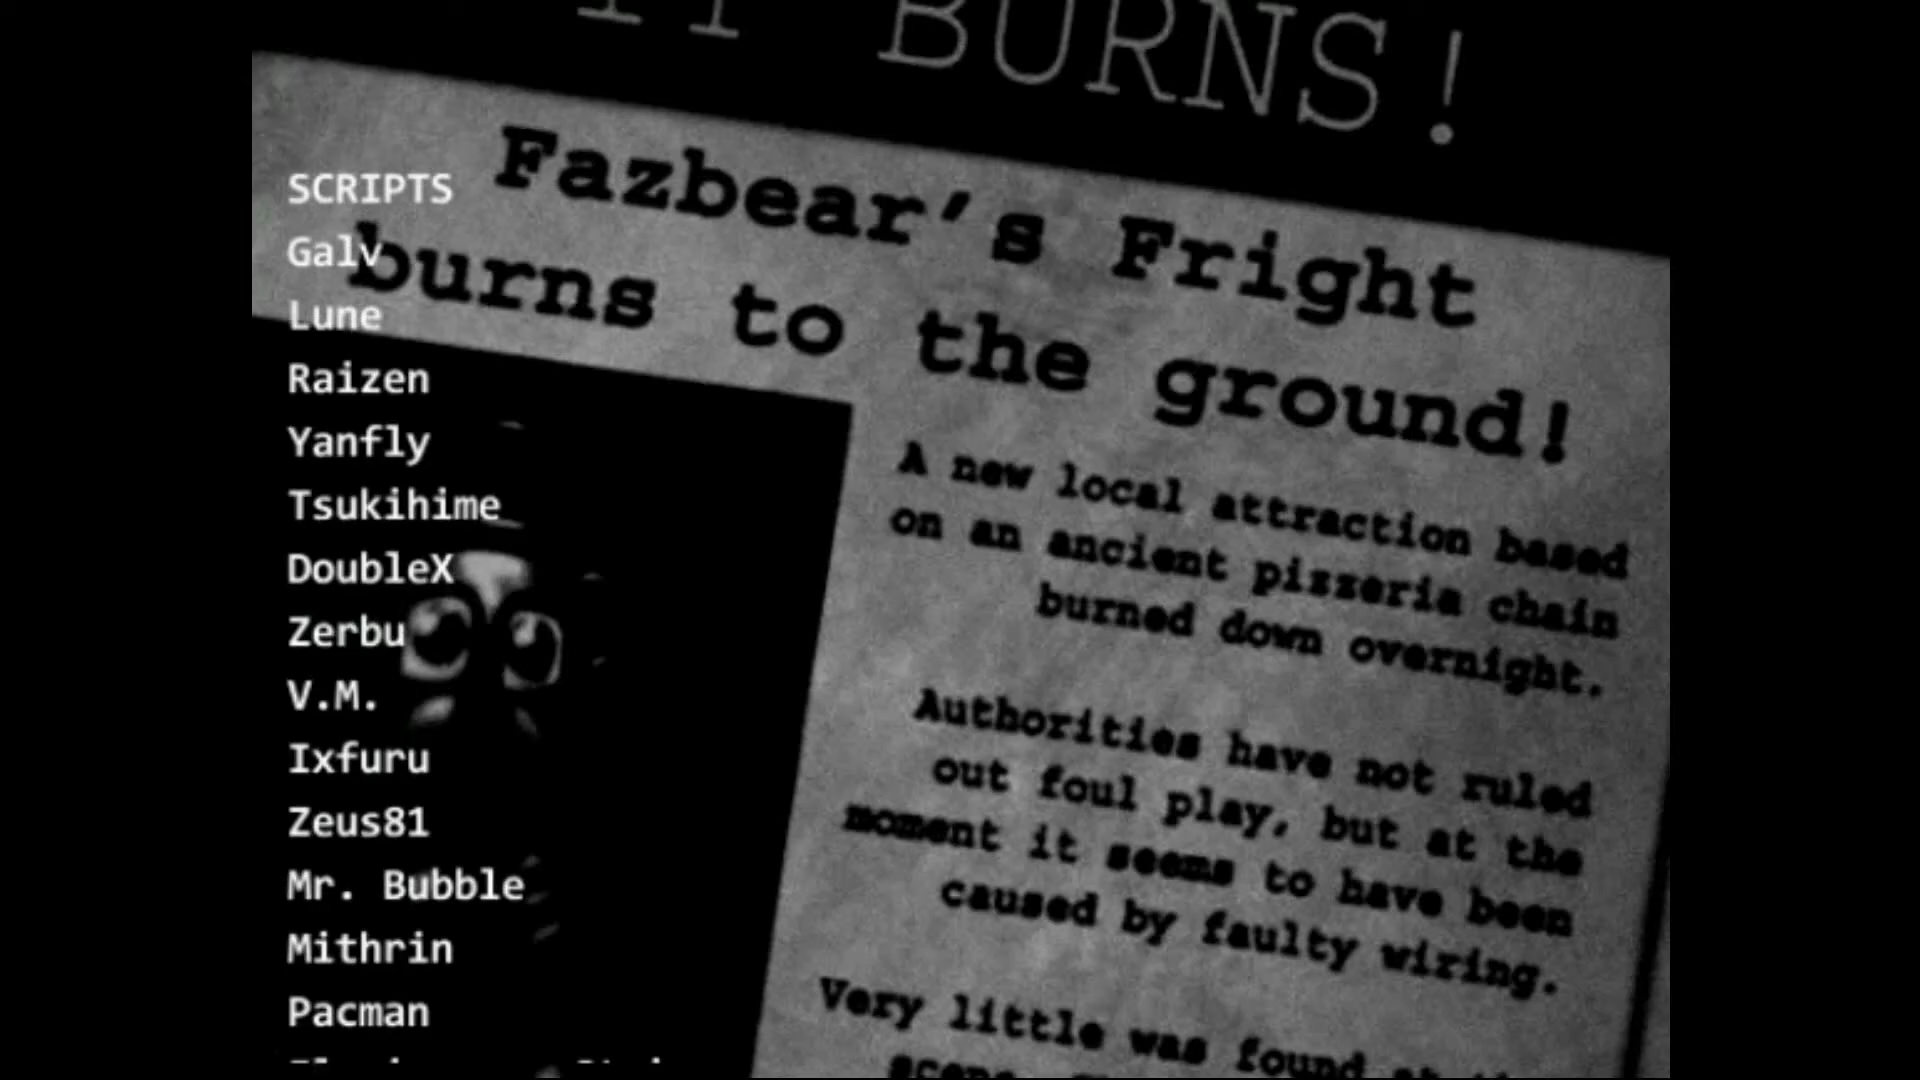 BURNS!
Fazbear's Fright
burns to the ground!
A new local attraction based
on an ancient pizzeria chain
burned down overnight.
Authorities have not ruled
out foul play, but at the
moment it seems to have been
caused by faulty wiring.
Very little was found at
SCRIPTS
Galv
Lune
Raizen
Yanfly
Tsukihime
DoubleX
Zerbu
V.M.
Ixfuru
Zeus81
Mr. Bubble
Mithrin
Pacman